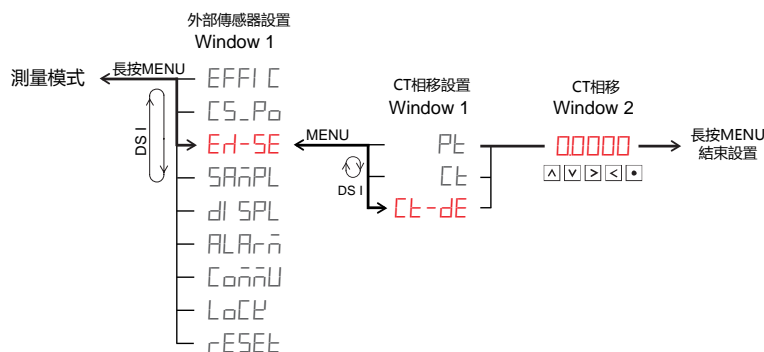 外部傳感器設置
Window 1
測量模式
長按MENU
DS I
EFFI C
CS_Po
Er-SE
SAmPL
dI SPL
ALArm
CommU
LoCK
rESEt
MENU
DS I
CT相移設置
Window 1
Pt
Ct
Ct-dE
CT相移
Window 2
0.0000
長按MENU
結束設置